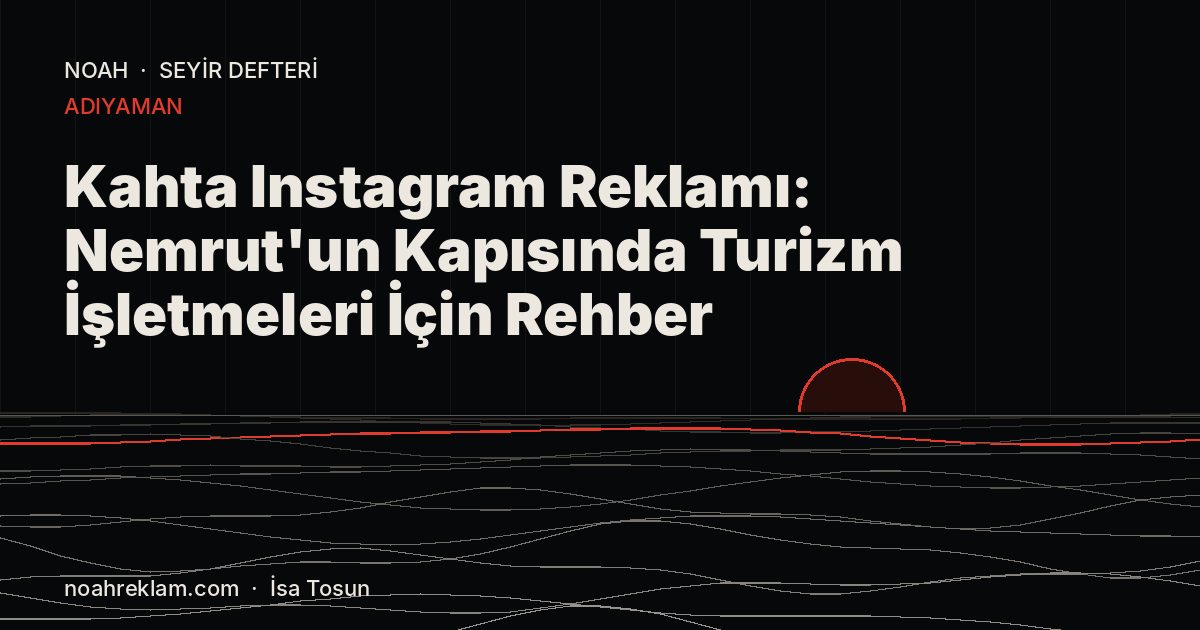 NOAH · SEYİR DEFTERİ
ADIYAMAN
Kahta Instagram Reklamı:
Nemrut'un Kapısında Turizm
İşletmeleri İçin Rehber
noahreklam.com · İsa Tosun